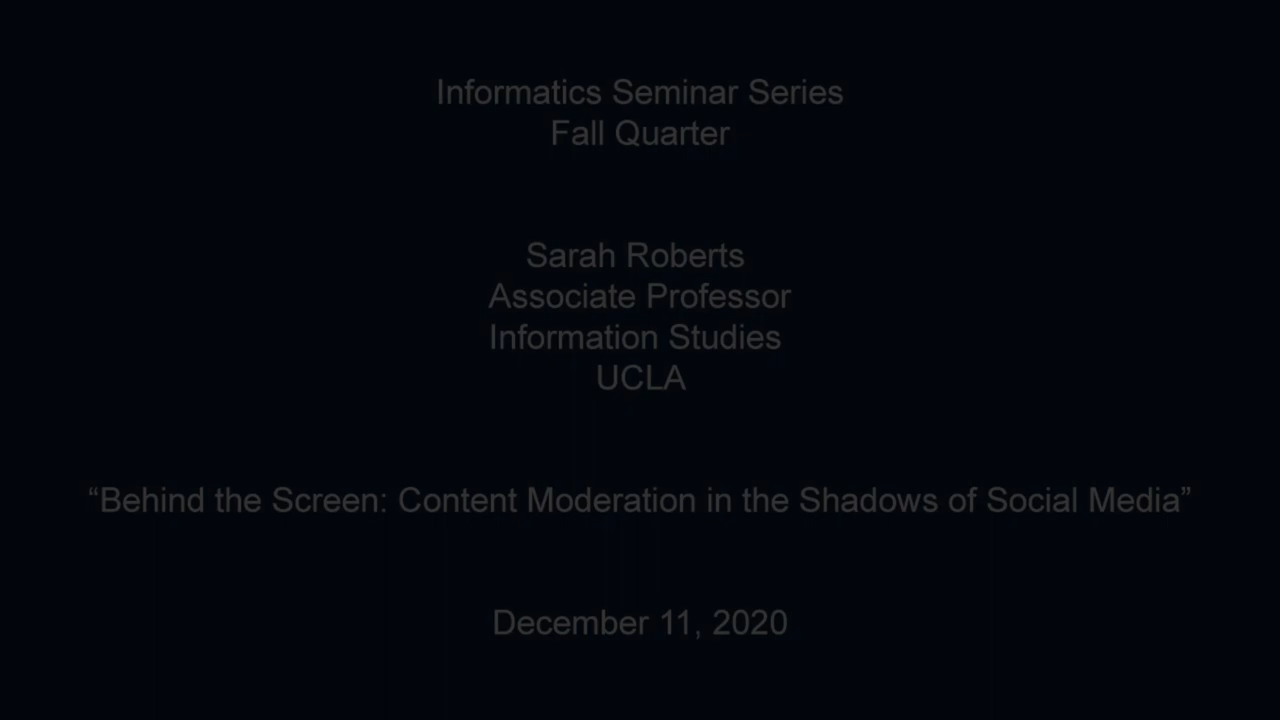 Informatics Seminar Series
Fall Quarter
Sarah Roberts
Associate Professor
Information Studies
UCLA
“Behind the Screen: Content Moderation in the Shadows of Social Media”
December 11, 2020